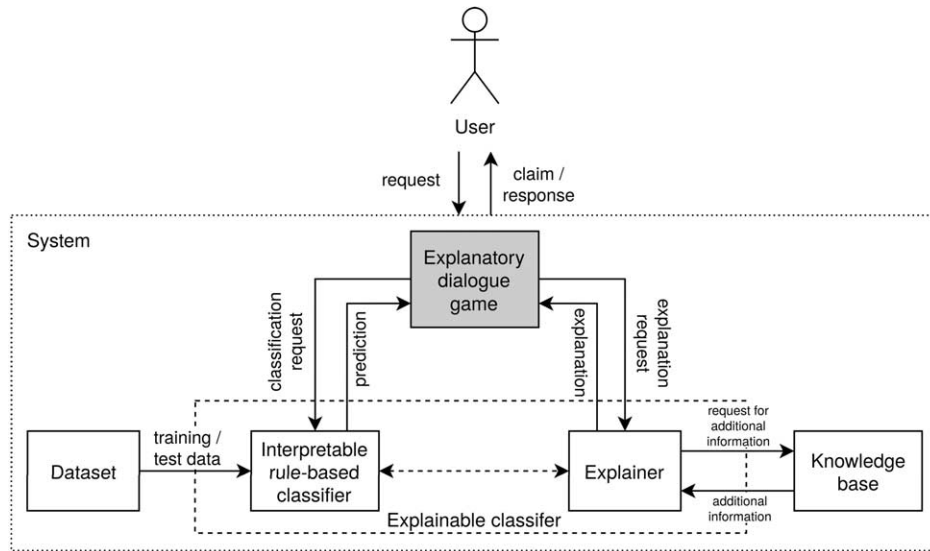 User
request
claim /
response
System
Explanatory
dialogue
game
classification
request
prediction
explanation
explanation
request
Dataset
training /
test data
Interpretable
rule-based
classifier
Explainer
request for
additional
information
additional
information
Knowledge
base
Explainable classifer